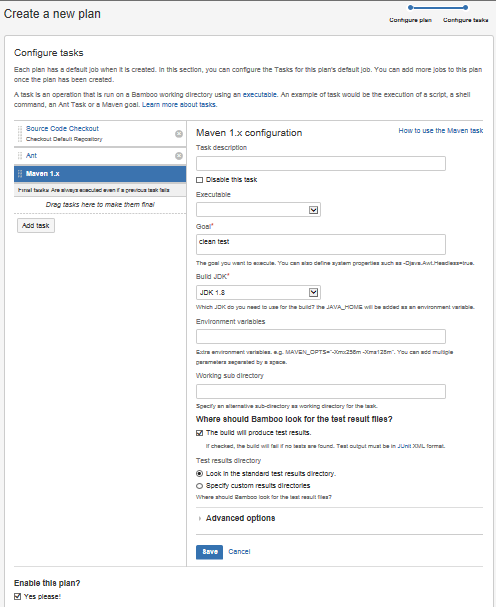 Create a new plan
Configure plan
Configure tasks
Configure tasks
Each plan has a default job when it is created. In this section, you can configure the Tasks for this plan's default job. You can add more jobs to this plan
once the plan has been created.
A task is an operation that is run on a Bamboo working directory using an executable. An example of task would be the execution of a script, a shell
command, an Ant Task or a Maven goal. Learn more about tasks.
Source Code Checkout
Checkout Default Repository
Ant
Maven 1.x
Final tasks Are always executed even if a previous task fails
Drag tasks here to make them final
Add task
Maven 1.x configuration
How to use the Maven task
Task description
Disable this task
Executable
Goal*
clean test
The goal you want to execute. You can also define system properties such as -Djava.Awt.Headless=true.
Build JDK*
JDK 1.8
Which JDK do you need to use for the build? the JAVA_HOME will be added as an environment variable.
Environment variables
Extra environment variables. e.g. MAVEN_OPTS="-Xmx256m -Xms128m". You can add multiple
parameters separated by a space.
Working sub directory
Specify an alternative sub-directory as working directory for the task.
Where should Bamboo look for the test result files?
The build will produce test results.
If checked, the build will fail if no tests are found. Test output must be in JUnit XML format.
Test results directory
Look in the standard test results directory.
Specify custom results directories
Where should Bamboo look for the test result files?
Advanced options
Save
Cancel
Enable this plan?
Yes please!